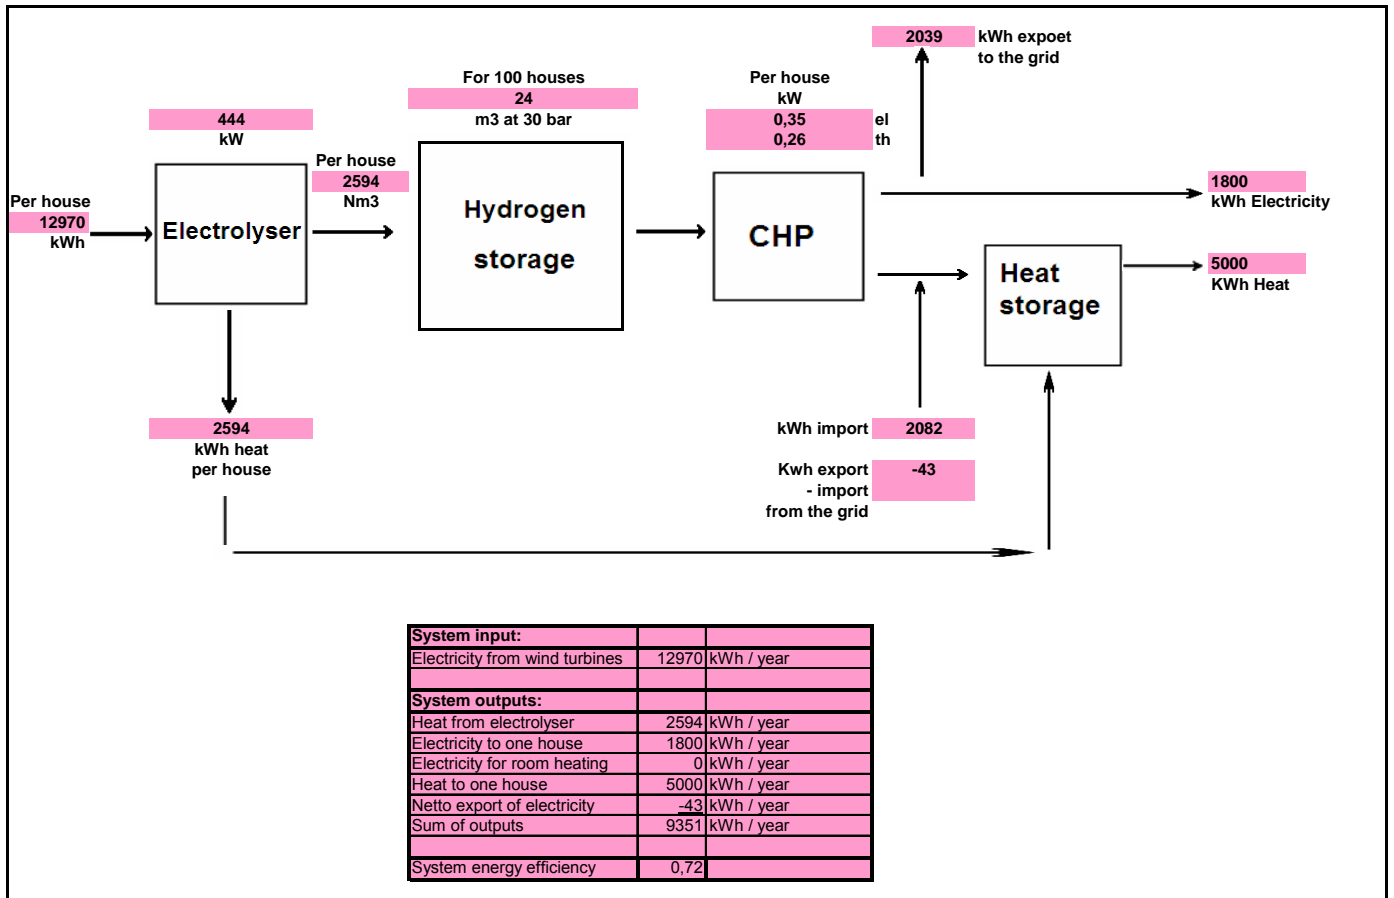 2039 kWh expoet
to the grid
For 100 houses
24
m3 at 30 bar
Per house
kW
0,35 el
0,26 th
444
kW
Per house
2594
Nm3
Per house
12970
kWh
Electrolyser
Hydrogen
storage
CHP
1800
kWh Electricity
Heat
storage
5000
KWh Heat
2594
kWh heat
per house
kWh import 2082
Kwh export -43
- import
from the grid
System input:
Electricity from wind turbines 12970 kWh / year
System outputs:
Heat from electrolyser 2594 kWh / year
Electricity to one house 1800 kWh / year
Electricity for room heating 0 kWh / year
Heat to one house 5000 kWh / year
Netto export of electricity -43 kWh / year
Sum of outputs 9351 kWh / year
System energy efficiency 0,72